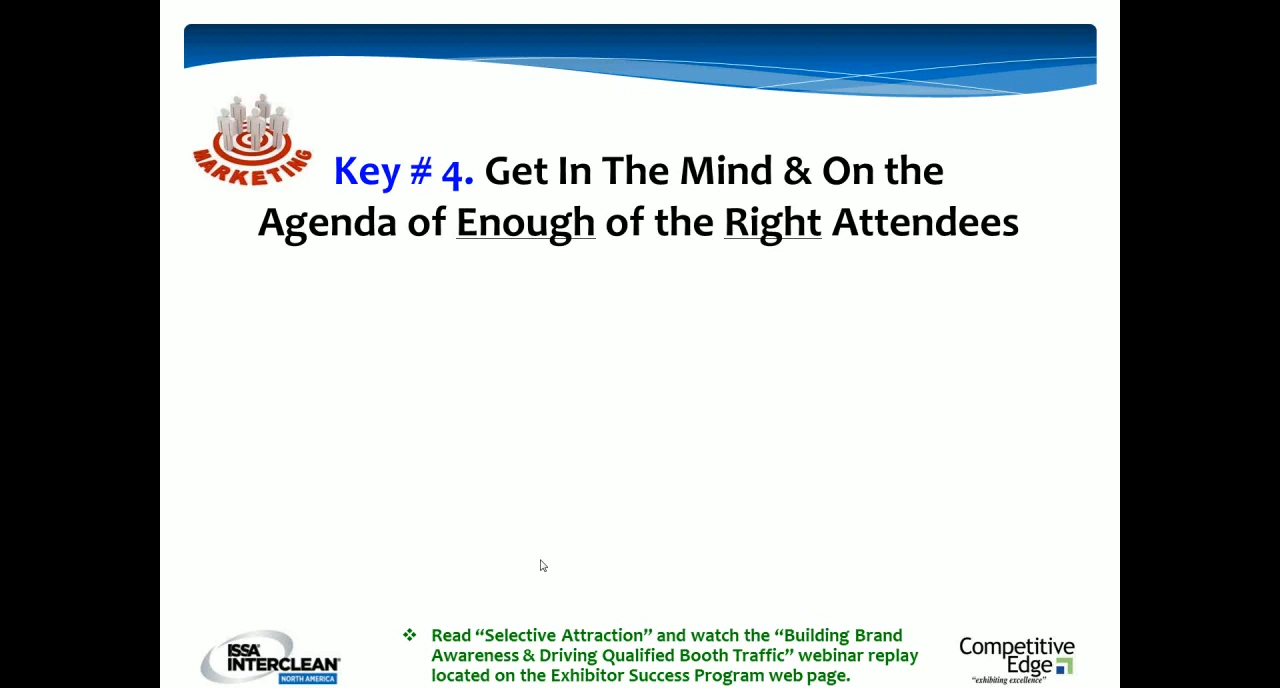 MARKETING
Key # 4. Get In The Mind & On the
Agenda of Enough of the Right Attendees
❖ Read “Selective Attraction” and watch the “Building Brand
Awareness & Driving Qualified Booth Traffic” webinar replay
located on the Exhibitor Success Program web page.
ISSA
INTERCLEAN
NORTH AMERICA
Competitive
Edge
“exhibiting excellence”